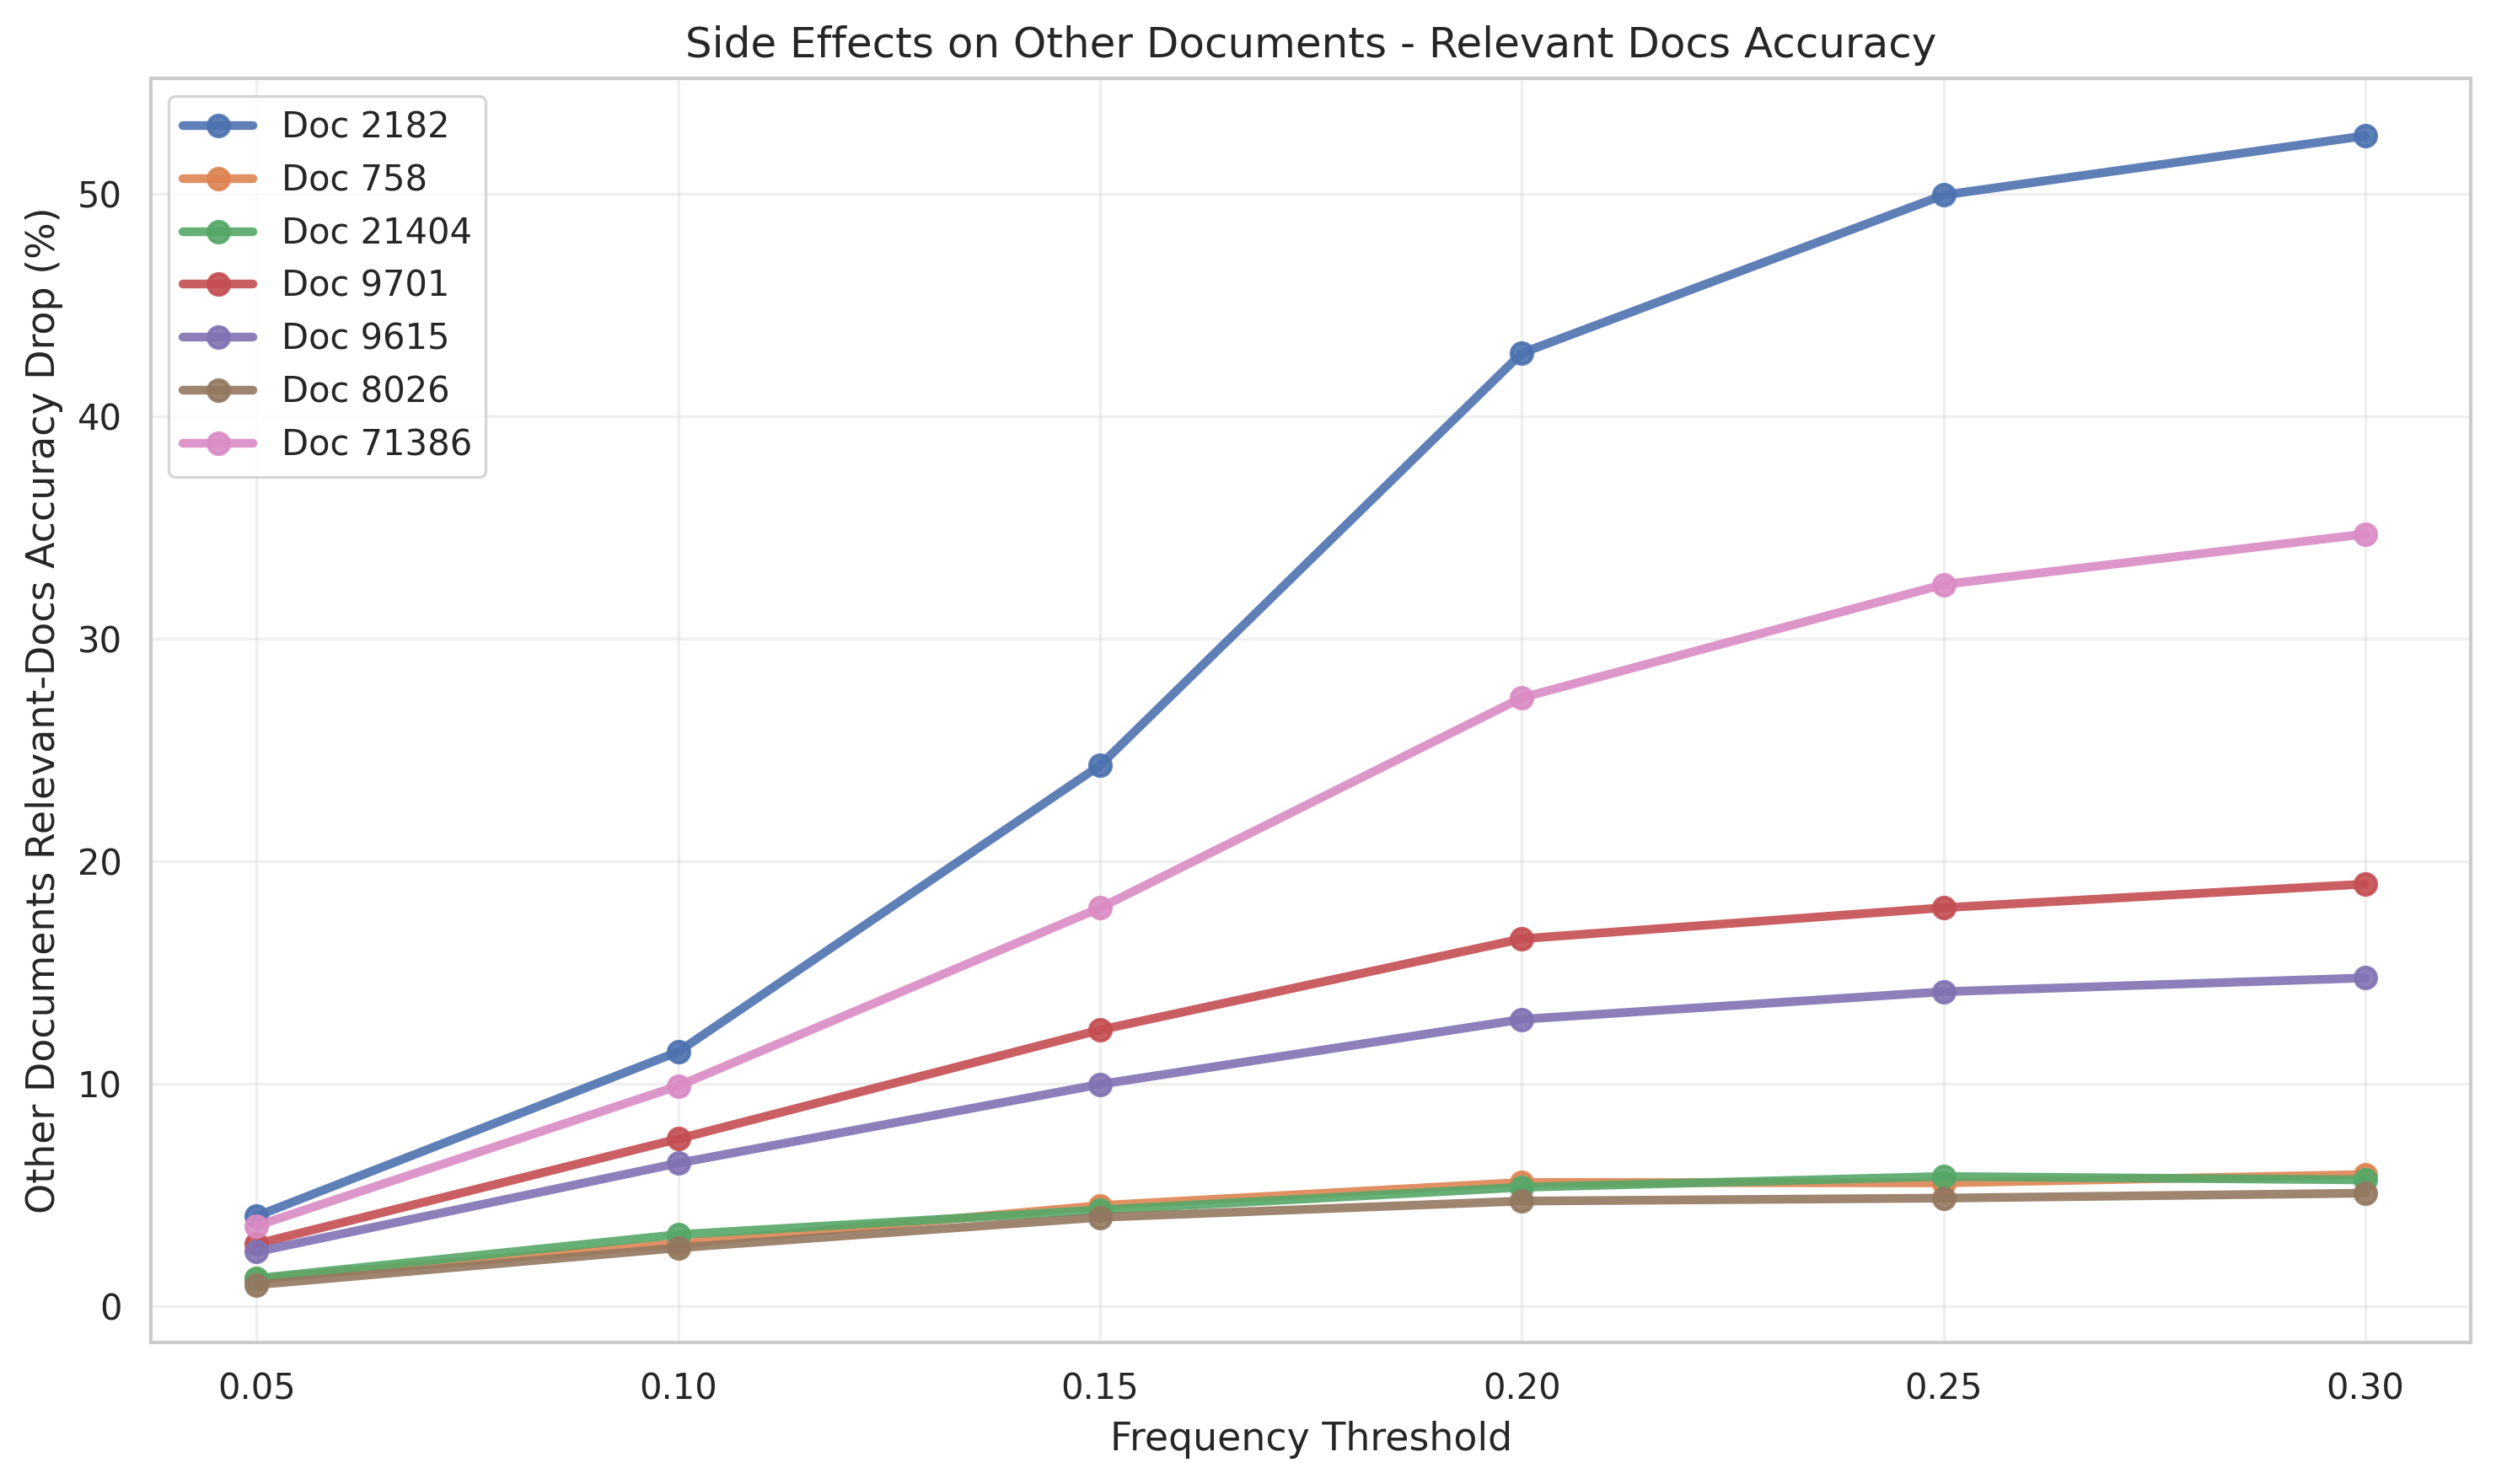 Side Effects on Other Documents - Relevant Docs Accuracy
Doc 2182
Doc 758
Doc 21404
Doc 9701
Doc 9615
Doc 8026
Doc 71386
Other Documents Relevant-Docs Accuracy Drop (%)
50
40
30
20
10
0
0.05 0.10 0.15 0.20 0.25 0.30
Frequency Threshold